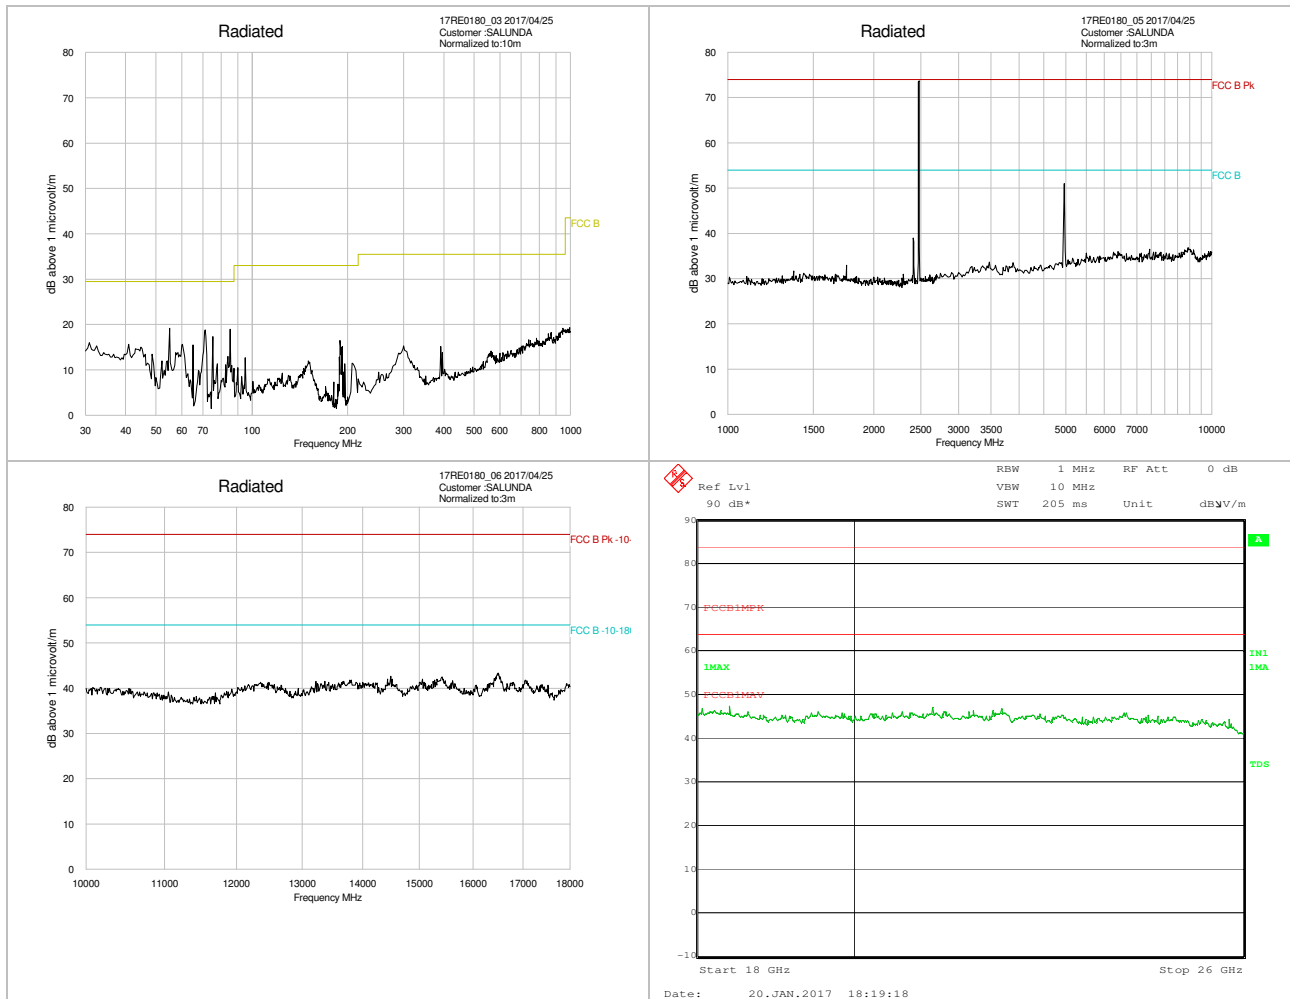 Radiated
17RE0180_03 2017/04/25
Customer :SALUNDA
Normalized to:10m
80
70
60
50
40
30
20
10
0
dB above 1 microvolt/m
FCC B
30 40 50 60 70 100 200 300 400 600 800 1000
Frequency MHz
Radiated
17RE0180_05 2017/04/25
Customer :SALUNDA
Normalized to:3m
80
70
60
50
40
30
20
10
0
dB above 1 microvolt/m
FCC B Pk
FCC B
1000 1500 2000 2500 3000 3500 5000 6000 7000 10000
Frequency MHz
Radiated
17RE0180_06 2017/04/25
Customer :SALUNDA
Normalized to:3m
80
70
60
50
40
30
20
10
0
dB above 1 microvolt/m
FCC B Pk -10-
FCC B -10-18
10000 11000 12000 13000 14000 15000 16000 17000 18000
Frequency MHz
R S
RBW 1 MHz RF Att 0 dB
Ref Lvl VBW 10 MHz
90 dB* SWT 205 ms Unit dBµV/m
90
80
70
60
50
40
30
20
10
0
-10
A
FCCB1MPK
1MAX
FCCB1MAV
IN1
1MA
TDS
Start 18 GHz Stop 26 GHz
Date: 20.JAN.2017 18:19:18